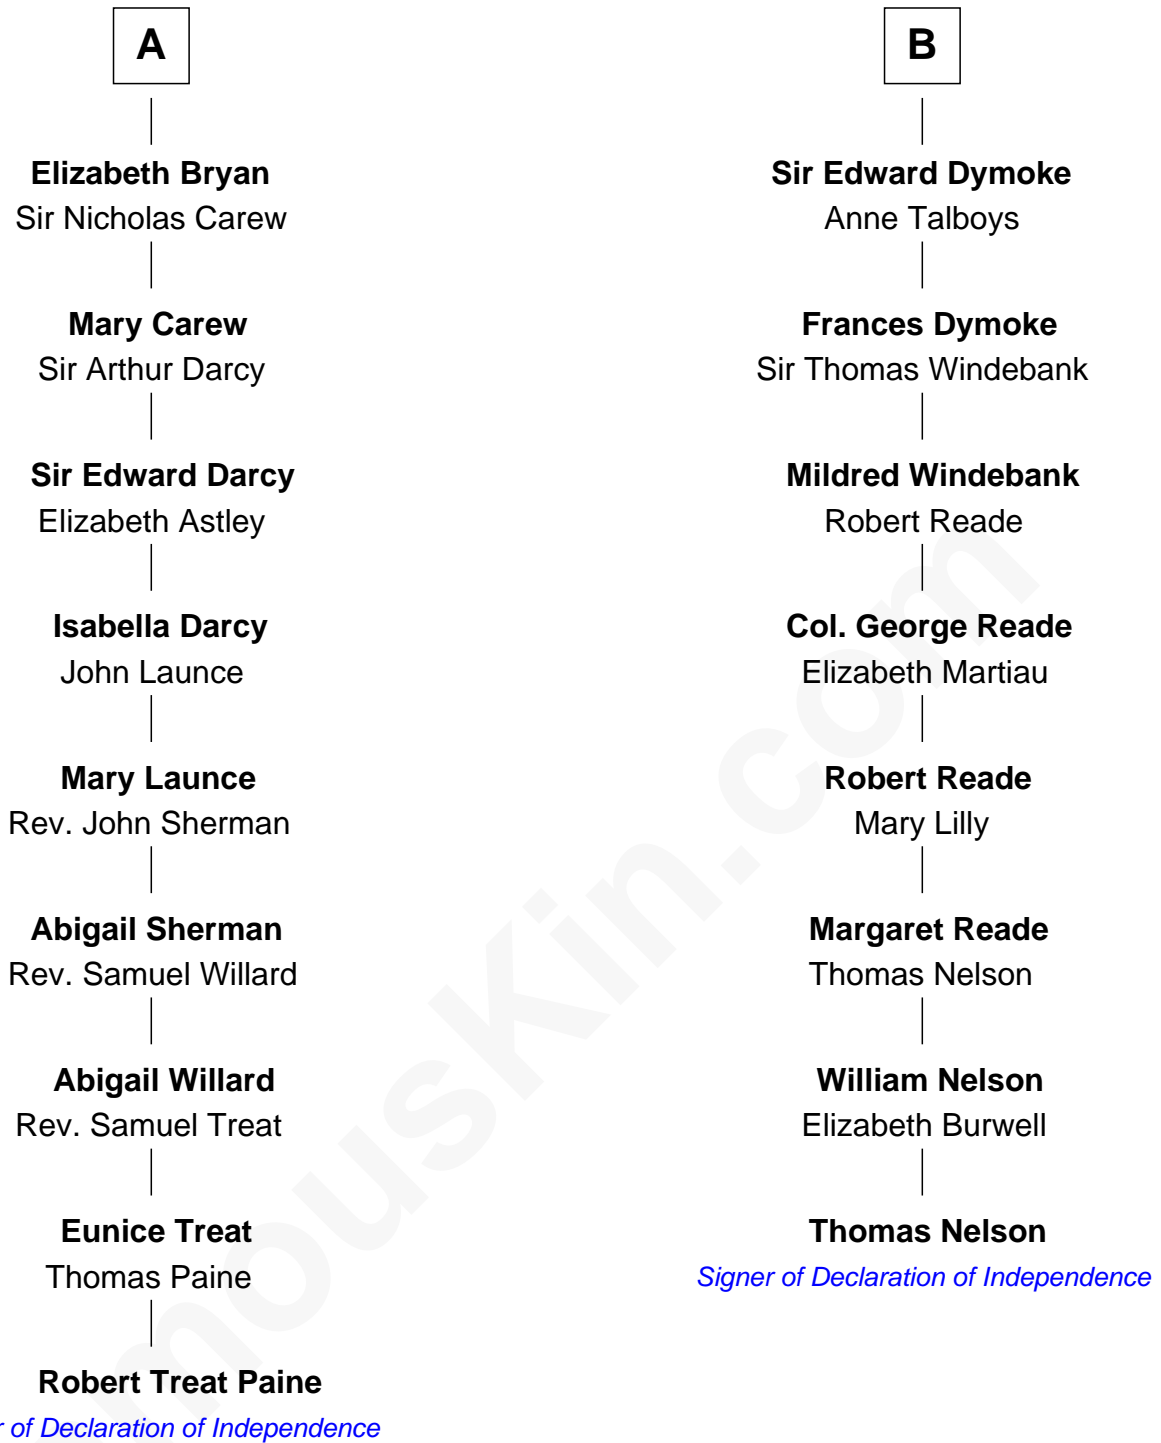 A
Elizabeth Bryan
Sir Nicholas Carew
Mary Carew
Sir Arthur Darcy
Sir Edward Darcy
Elizabeth Astley
Isabella Darcy
John Launce
Mary Launce
Rev. John Sherman
Abigail Sherman
Rev. Samuel Willard
Abigail Willard
Rev. Samuel Treat
Eunice Treat
Thomas Paine
Robert Treat Paine
r of Declaration of Independence
B
Sir Edward Dymoke
Anne Talboys
Frances Dymoke
Sir Thomas Windebank
Mildred Windebank
Robert Reade
Col. George Reade
Elizabeth Martiau
Robert Reade
Mary Lilly
Margaret Reade
Thomas Nelson
William Nelson
Elizabeth Burwell
Thomas Nelson
Signer of Declaration of Independence
mousKin.com